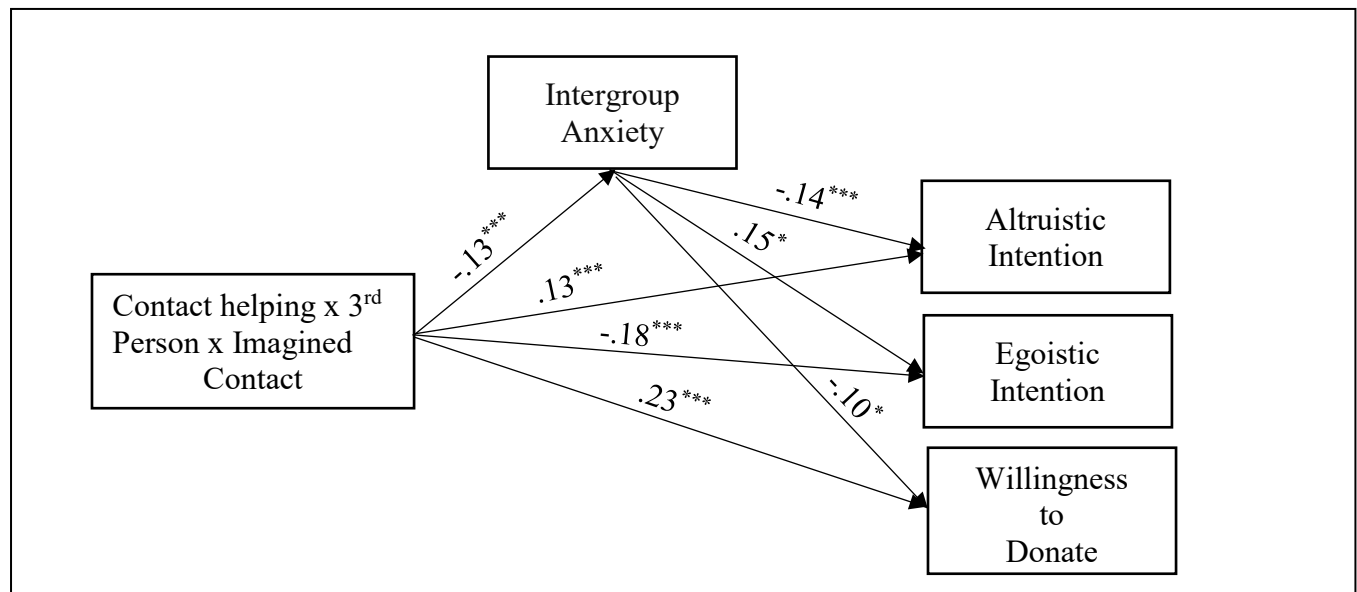 Intergroup
Anxiety
-.14***
Altruistic
Intention
.15*
-.13***
.13***
Contact helping x 3rd
Person x Imagined
Contact
-.18***
Egoistic
Intention
.23***
-.10*
Willingness
to
Donate